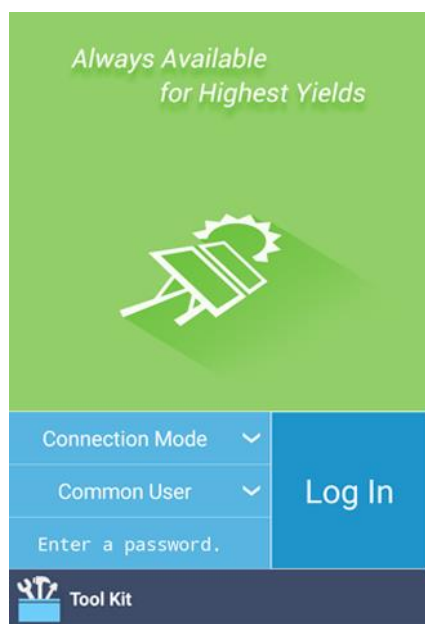 Always Available
for Highest Yields
Connection Mode
Common User
Log In
Enter a password.
Tool Kit